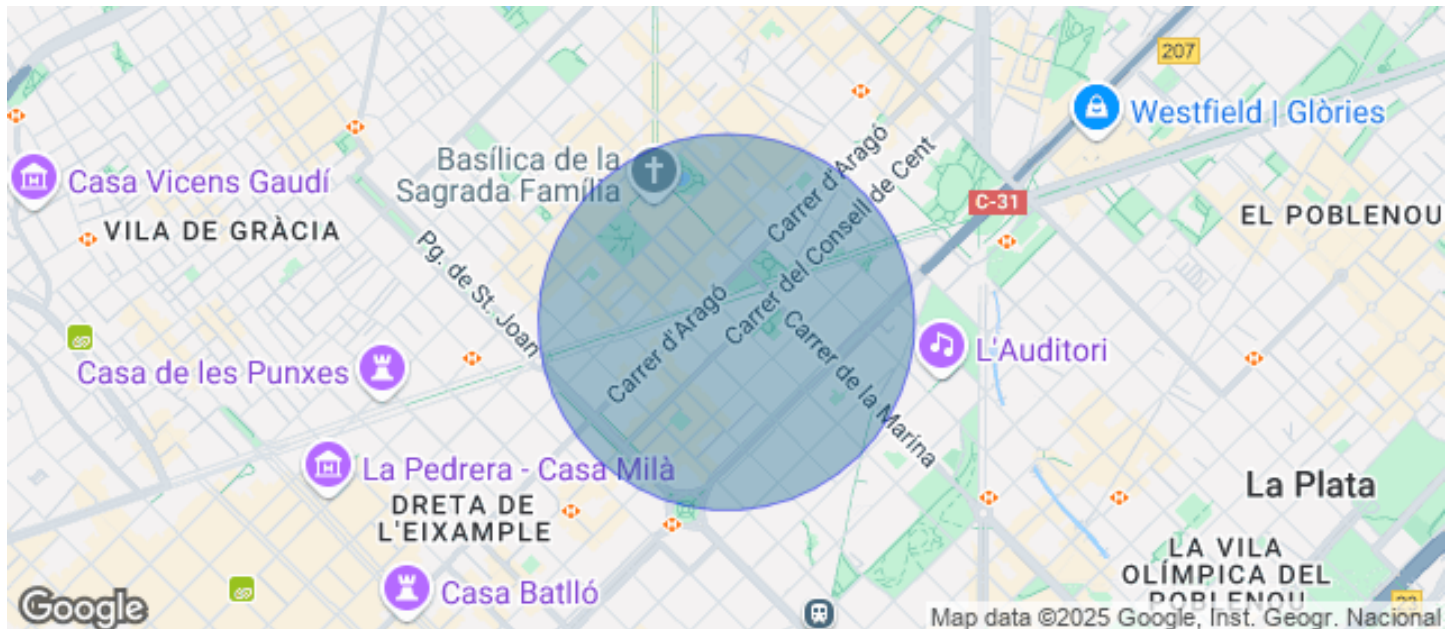 207
Westfield | Glòries
Basílica de la
Sagrada Família
Casa Vicens Gaudí
VILA DE GRÀCIA
Pg. de St. Joan
Carrer d'Aragó
Carrer del Consell de Cent
C-31
EL POBLENOU
Carrer d'Aragó
Carrer de la Marina
L'Auditori
Casa de les Punxes
La Pedrera - Casa Milà
DRETA DE
L'EIXAMPLE
La Plata
LA VILA
OLÍMPICA DEL
POBLENOU
Casa Batlló
23
Google
Map data ©2025 Google, Inst. Geogr. Nacional